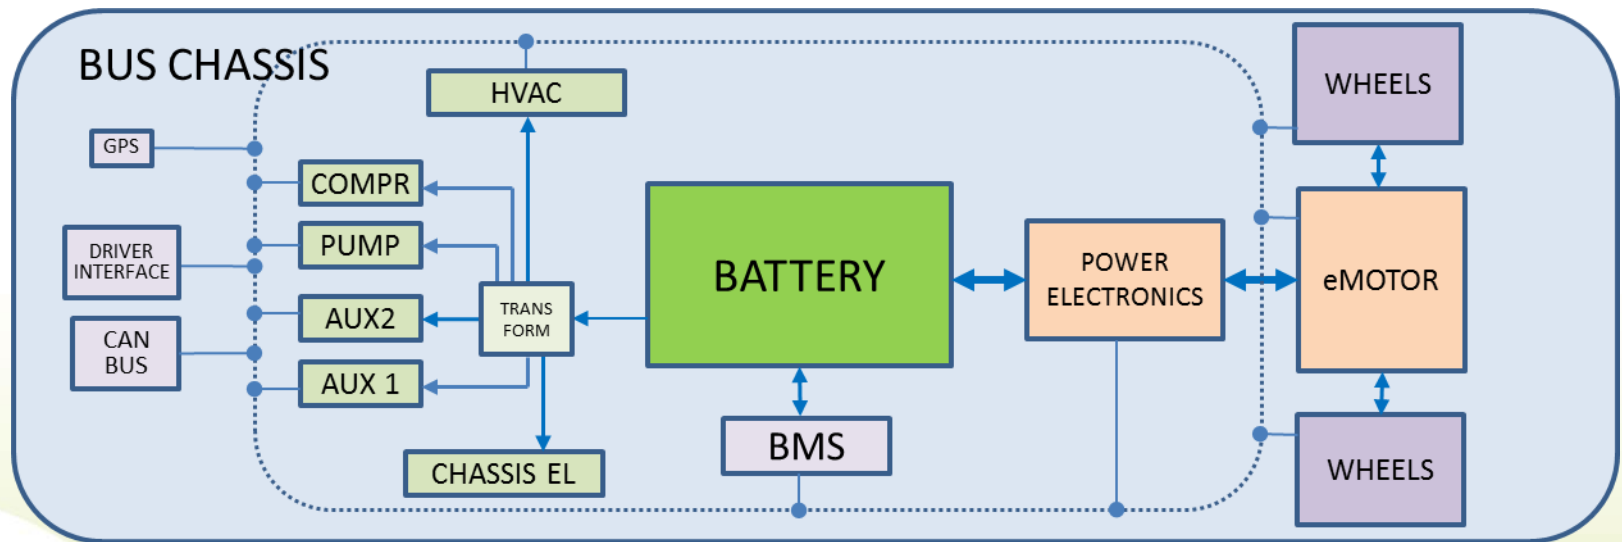 BUS CHASSIS
HVAC
WHEELS
GPS
COMPR
PUMP
DRIVER
INTERFACE
BATTERY
POWER
ELECTRONICS
eMOTOR
AUX2
TRANS
FORM
CAN
BUS
AUX 1
BMS
CHASSIS EL
WHEELS